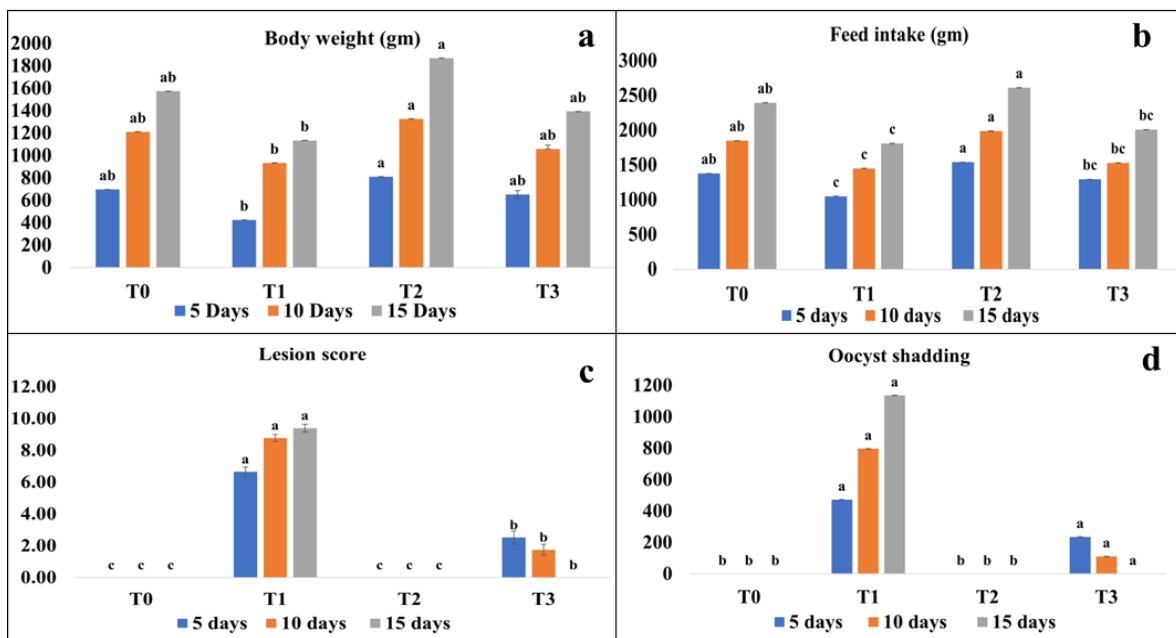 Body weight (gm)
a
2000
1800
1600
1400
1200
1000
800
600
400
200
0
ab ab ab
b b b
a a a
ab ab ab
T0 T1 T2 T3
5 Days 10 Days 15 Days
Feed intake (gm)
b
3000
2500
2000
1500
1000
500
0
ab ab ab
c c c
a a a
bc bc bc
T0 T1 T2 T3
5 days 10 days 15 days
Lesion score
c
12.00
10.00
8.00
6.00
4.00
2.00
0.00
c c c
a a a
c c c
b b b
T0 T1 T2 T3
5 days 10 days 15 days
Oocyst shadding
d
1200
1000
800
600
400
200
0
b b b
a a a
b b b
a a a
T0 T1 T2 T3
5 days 10 days 15 days